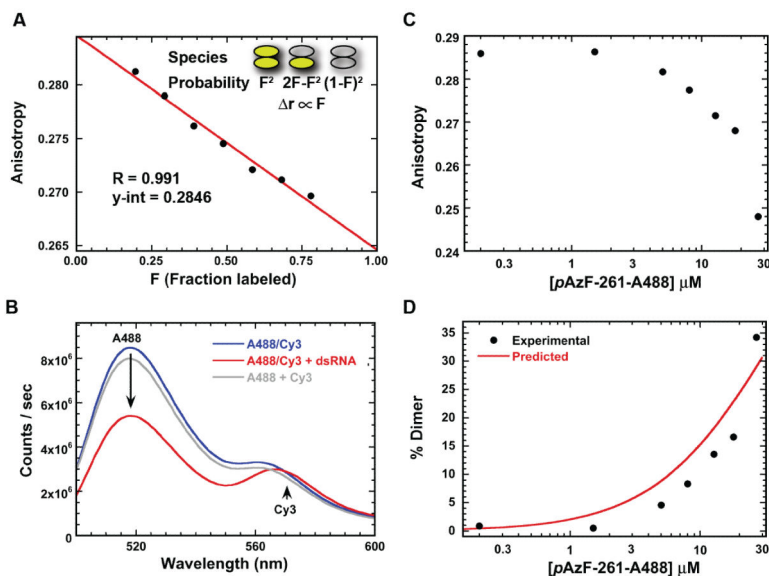 A
Species
Probability F² 2F-F² (1-F)²
Δr ∝ F
R = 0.991
y-int = 0.2846
Anisotropy
0.280
0.275
0.270
0.265
0.00 0.25 0.50 0.75 1.00
F (Fraction labeled)
B
A488
A488/Cy3
A488/Cy3 + dsRNA
A488 + Cy3
Cy3
Counts / sec
8x10⁶
6x10⁶
4x10⁶
2x10⁶
0
520 560 600
Wavelength (nm)
C
Anisotropy
0.29
0.28
0.27
0.26
0.25
0.24
0.3 1 3 10 30
[pAzF-261-A488] μM
D
Experimental
Predicted
% Dimer
35
30
25
20
15
10
5
0
0.3 1 3 10 30
[pAzF-261-A488] μM